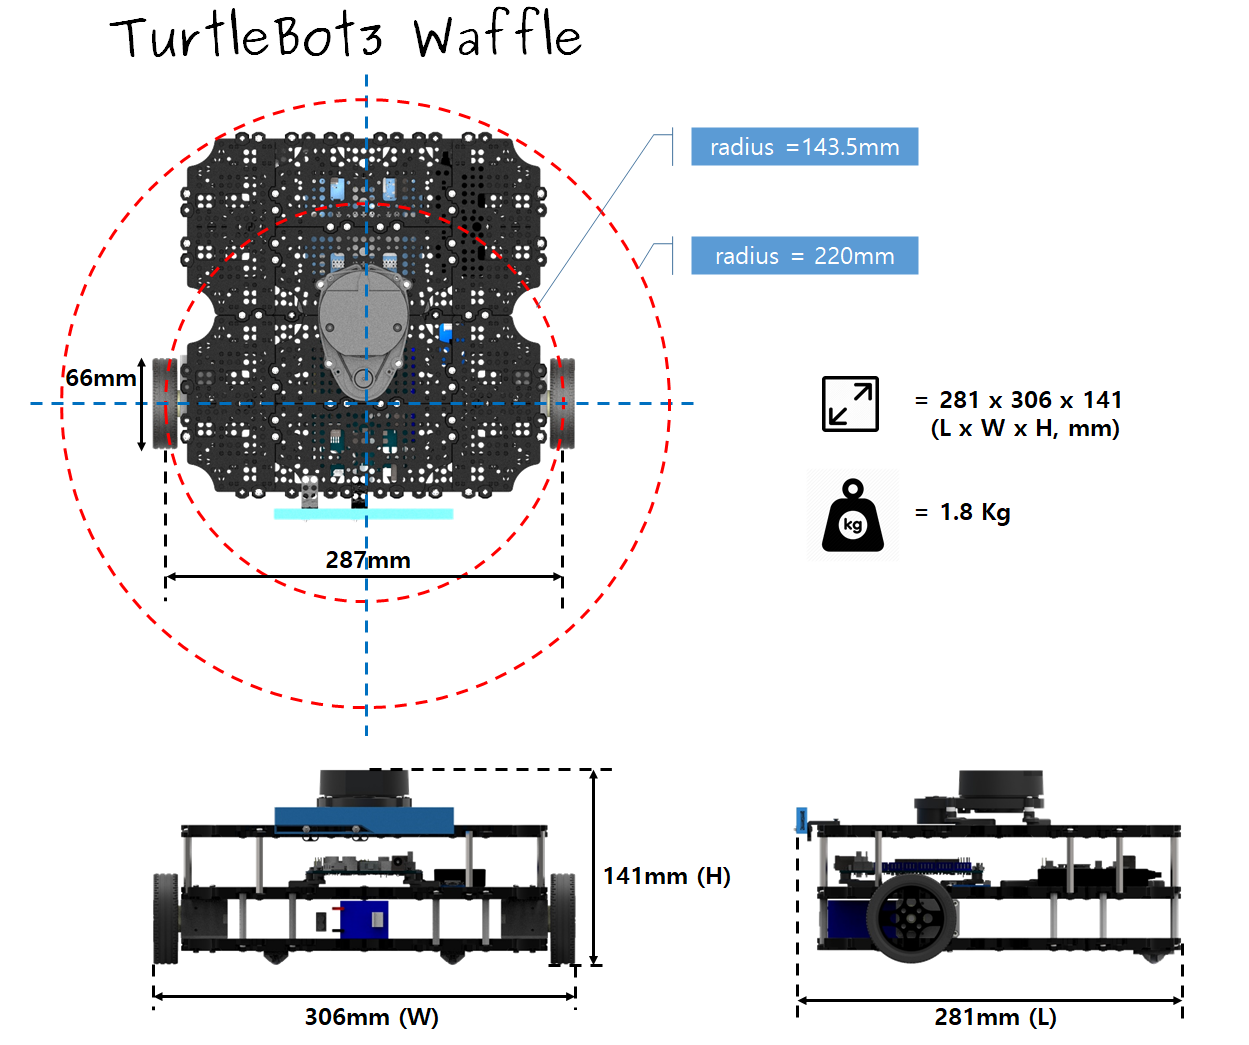 TurtleBot3 Waffle
radius =143.5mm
radius = 220mm
66mm
= 281 x 306 x 141
(L x W x H, mm)
kg
= 1.8 Kg
287mm
141mm (H)
306mm (W)
281mm (L)